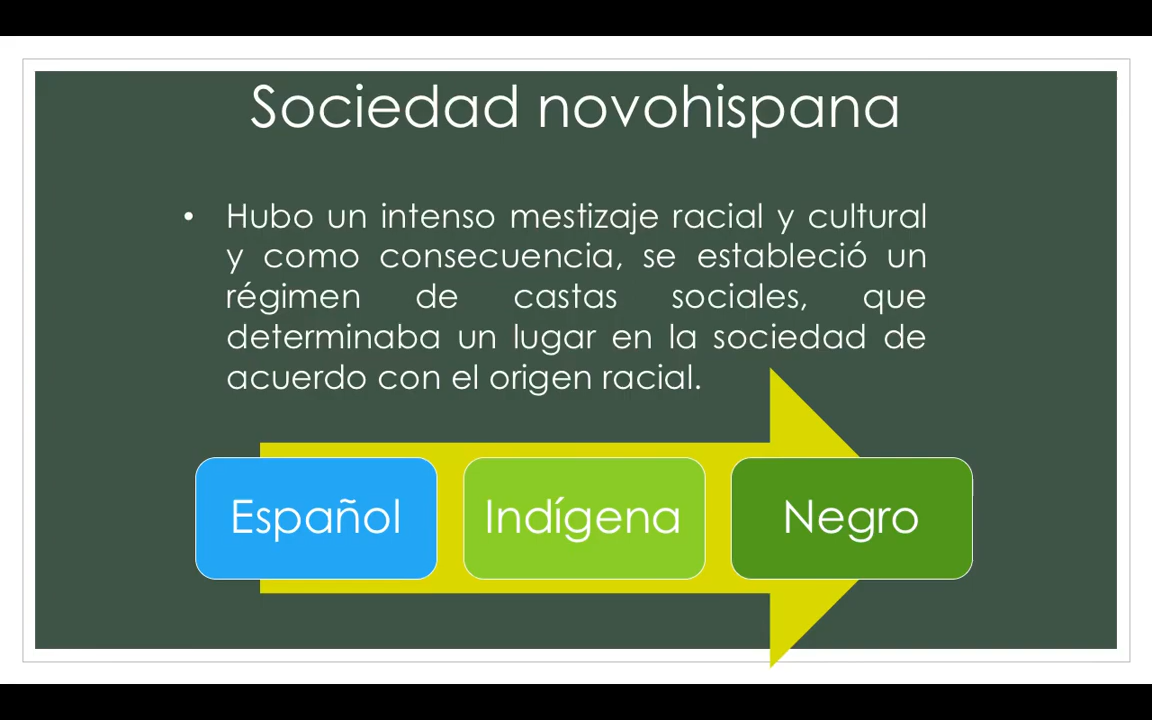 Sociedad novohispana
• Hubo un intenso mestizaje racial y cultural
y como consecuencia, se estableció un
régimen de castas sociales, que
determinaba un lugar en la sociedad de
acuerdo con el origen racial.
Español Indígena Negro